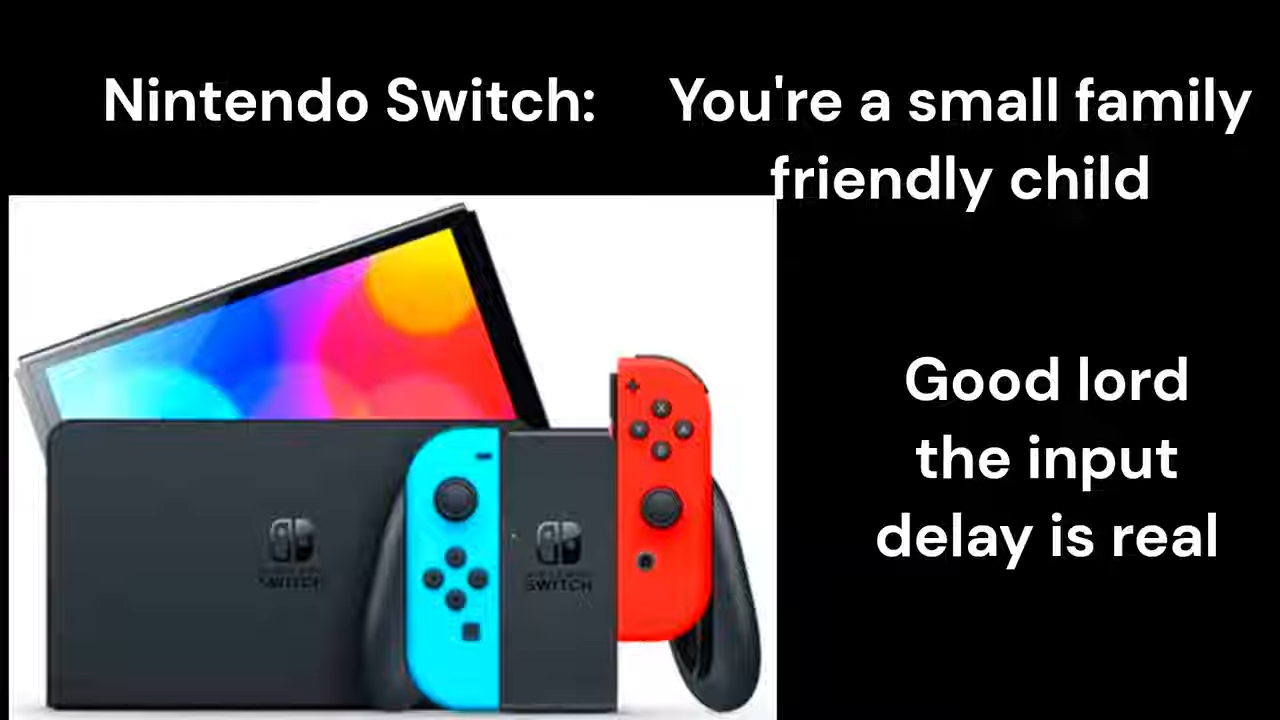 Nintendo Switch:
You're a small family
friendly child
Good lord
the input
delay is real
SWITCH
SWITCH
X